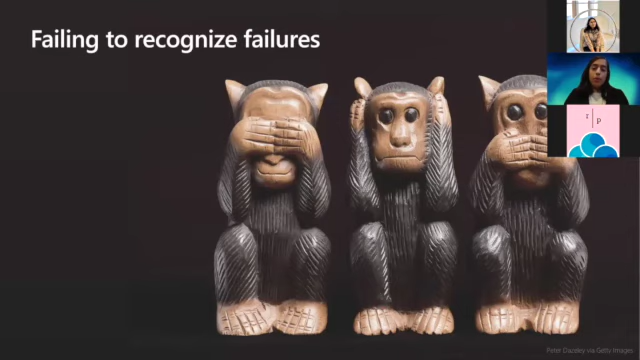 Failing to recognize failures
r | p
Peter Dazeley via Getty Images